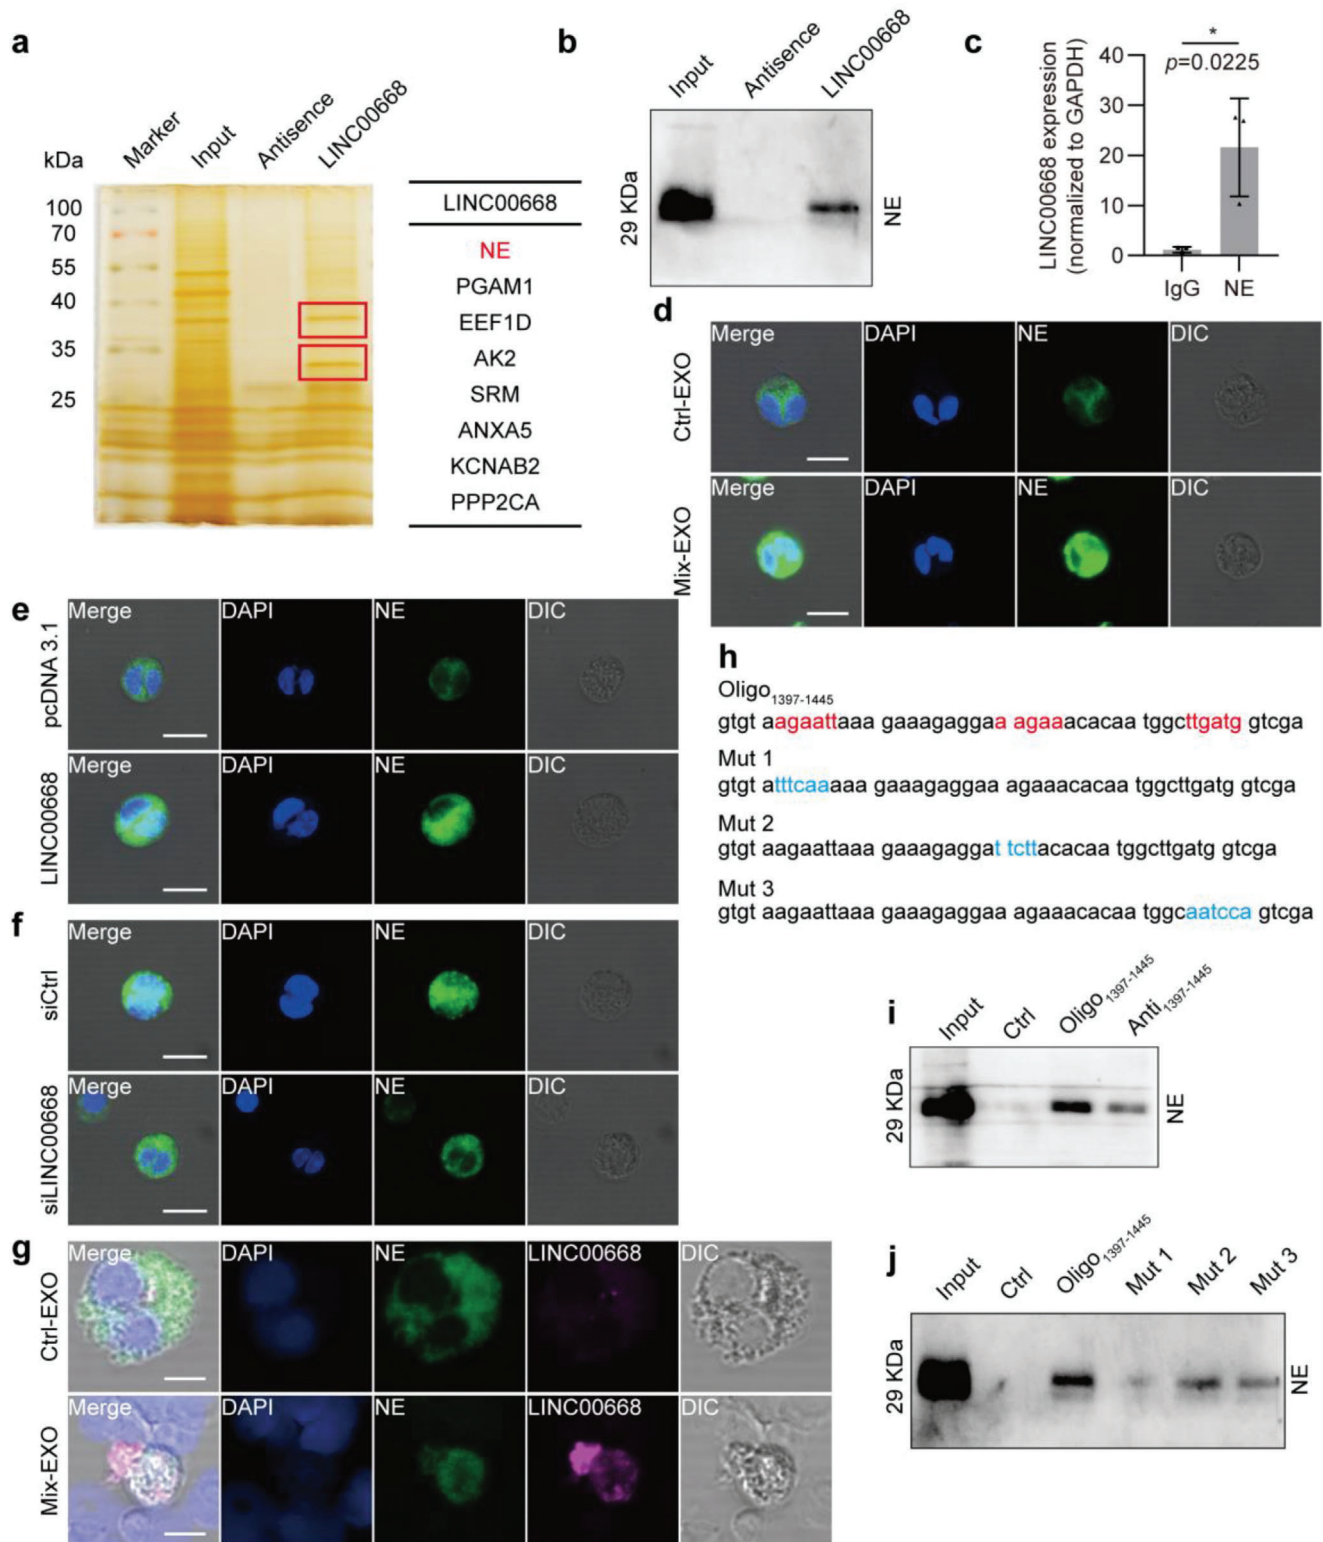 a
kDa
Marker
Input
Antisence
LINC00668
100
70
55
40
35
25
LINC00668
NE
PGAM1
EEF1D
AK2
SRM
ANXA5
KCNAB2
PPP2CA
b
Input
Antisence
LINC00668
29 KDa
NE
c
LINC00668 expression
(normalized to GAPDH)
40
30
20
10
0
*
p=0.0225
IgG NE
d
Ctrl-EXO
Merge DAPI NE DIC
Mix-EXO
Merge DAPI NE DIC
e
pcDNA 3.1
Merge DAPI NE DIC
LINC00668
Merge DAPI NE DIC
f
siCtrl
Merge DAPI NE DIC
siLINC00668
Merge DAPI NE DIC
g
Ctrl-EXO
Merge DAPI NE LINC00668 DIC
Mix-EXO
Merge DAPI NE LINC00668 DIC
h
Oligo1397-1445
gtgt aagaattaaa gaaagaggaa agaaacacaa tggcttgatg gtcga
Mut 1
gtgt atttcaaaaa gaaagaggaa agaaacacaa tggcttgatg gtcga
Mut 2
gtgt aagaattaaa gaaagaggat tcttacacaa tggcttgatg gtcga
Mut 3
gtgt aagaattaaa gaaagaggaa agaaacacaa tggcaatcca gtcga
i
Input
Ctrl
Oligo1397-1445
Anti1397-1445
29 KDa
NE
j
Input
Ctrl
Oligo1397-1445
Mut 1
Mut 2
Mut 3
29 KDa
NE